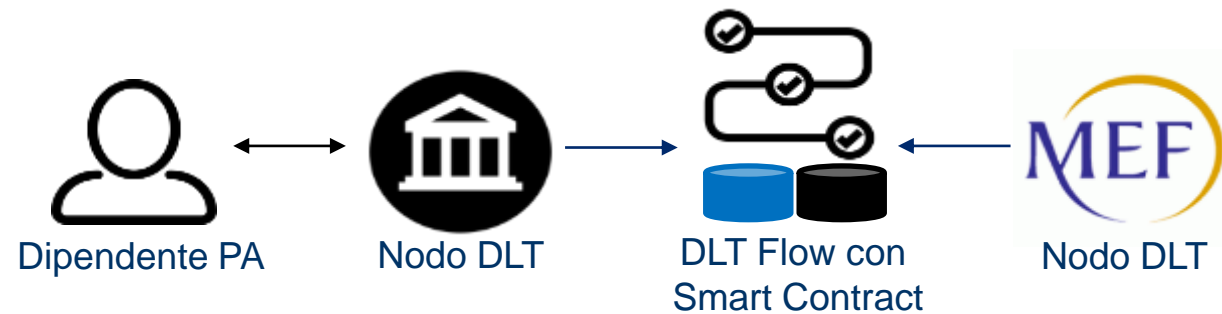 MEF
Dipendente PA
Nodo DLT
DLT Flow con
Smart Contract
Nodo DLT